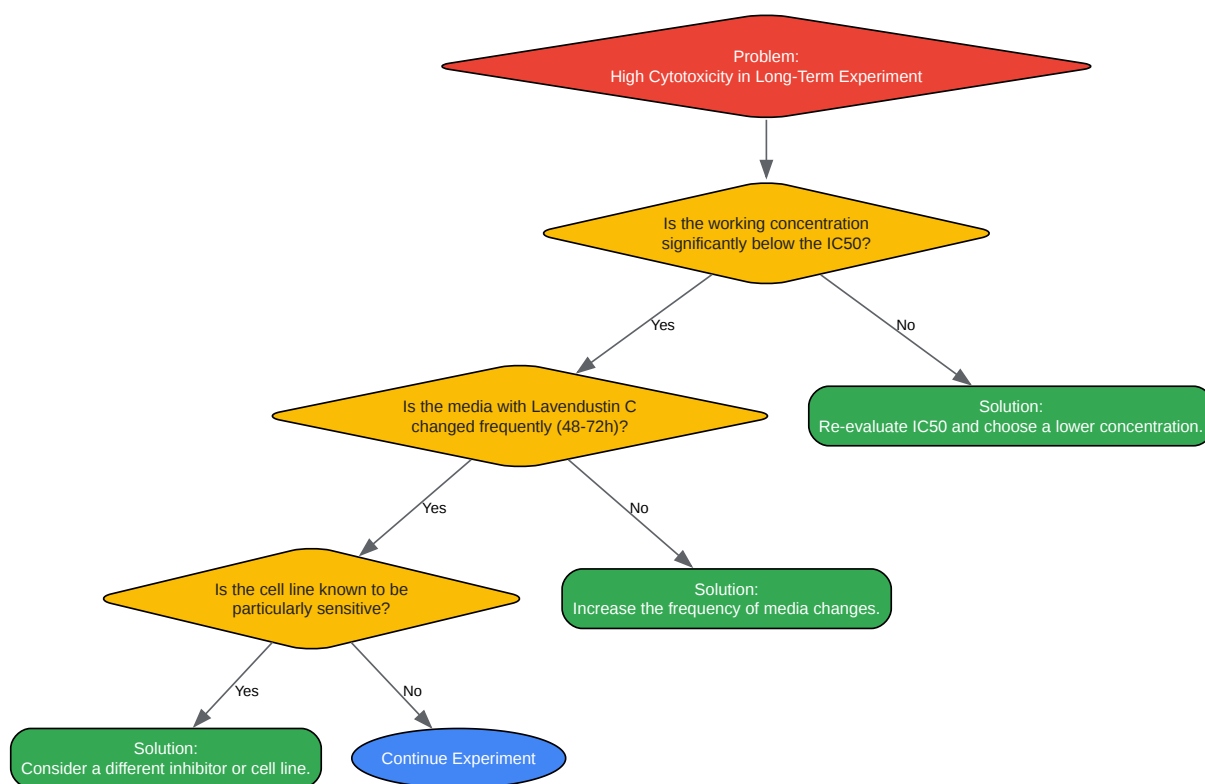 Problem:
High Cytotoxicity in Long-Term Experiment
Is the working concentration
significantly below the IC50?
Yes
No
Is the media with Lavendustin C
changed frequently (48-72h)?
Solution:
Re-evaluate IC50 and choose a lower concentration.
Yes
No
Is the cell line known to be
particularly sensitive?
Solution:
Increase the frequency of media changes.
Yes
No
Solution:
Consider a different inhibitor or cell line.
Continue Experiment